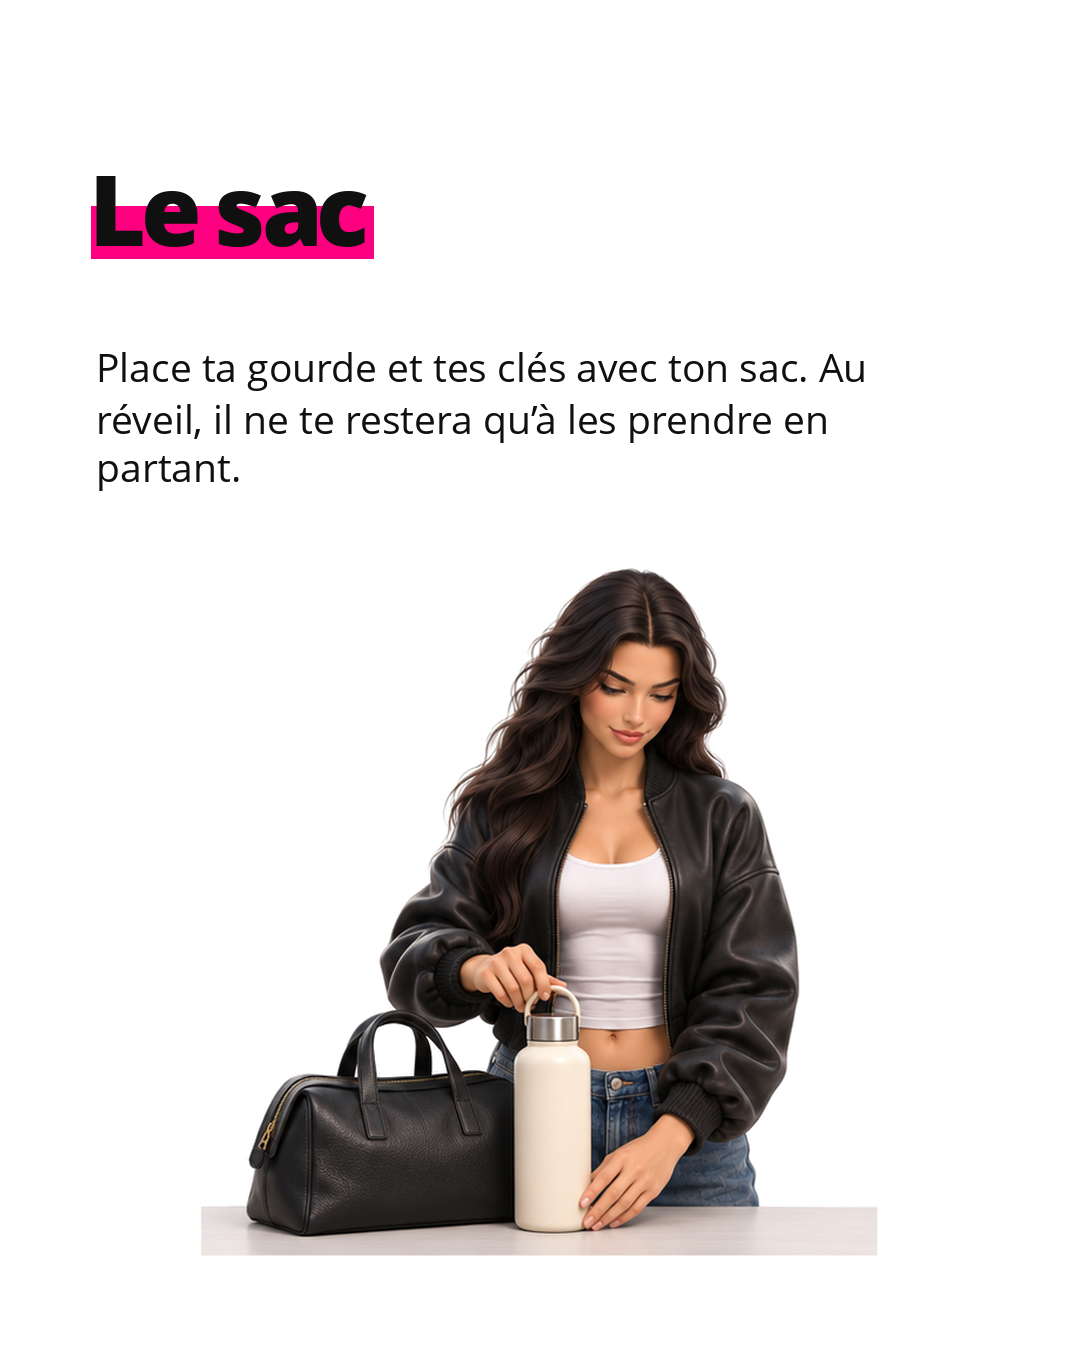 Le sac
Place ta gourde et tes clés avec ton sac. Au
réveil, il ne te restera qu’à les prendre en
partant.